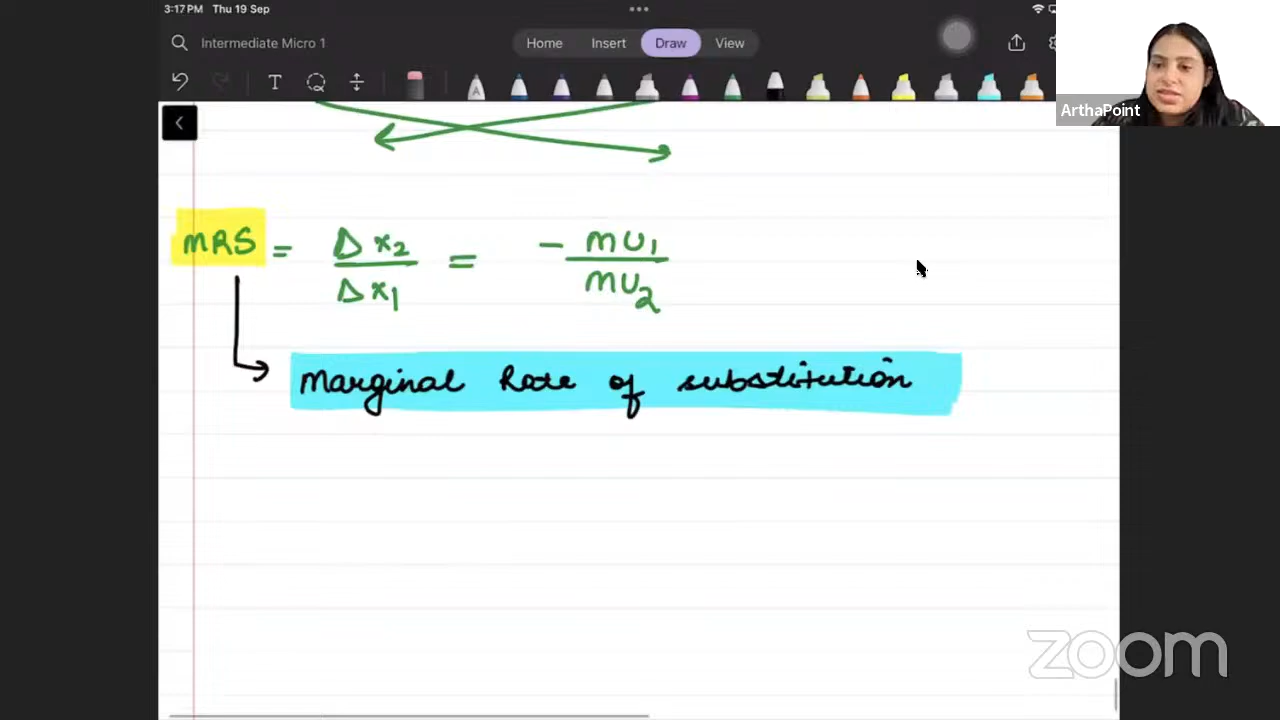 3:17 PM Thu 19 Sep
Intermediate Micro 1
Home Insert Draw View
T
A
ArthaPoint
MRS = Δx₂/Δx₁ = - MU₁/MU₂
Marginal Rate of substitution
zoom